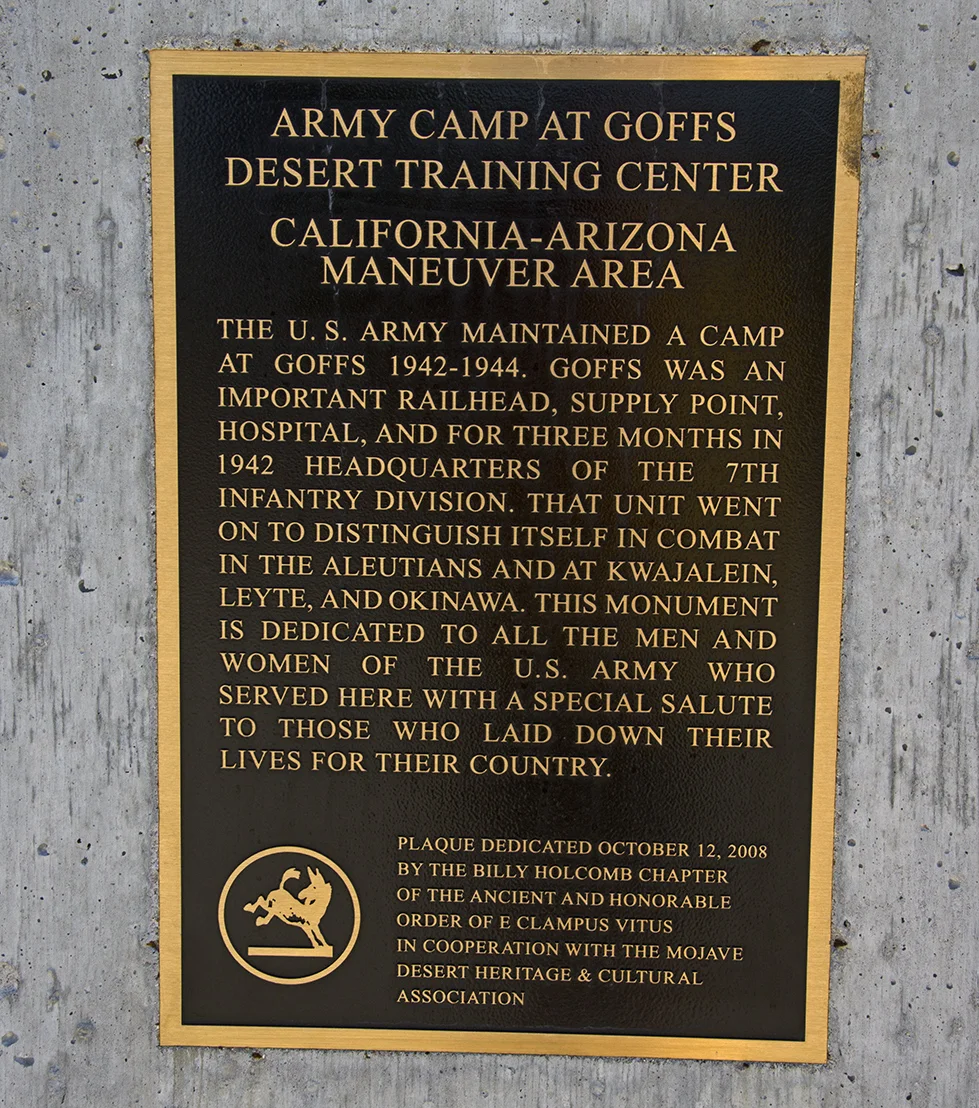 ARMY CAMP AT GOFFS
DESERT TRAINING CENTER
CALIFORNIA-ARIZONA
MANEUVER AREA
THE U. S. ARMY MAINTAINED A CAMP
AT GOFFS 1942-1944. GOFFS WAS AN
IMPORTANT RAILHEAD, SUPPLY POINT,
HOSPITAL, AND FOR THREE MONTHS IN
1942 HEADQUARTERS OF THE 7TH
INFANTRY DIVISION. THAT UNIT WENT
ON TO DISTINGUISH ITSELF IN COMBAT
IN THE ALEUTIANS AND AT KWAJALEIN,
LEYTE, AND OKINAWA. THIS MONUMENT
IS DEDICATED TO ALL THE MEN AND
WOMEN OF THE U.S. ARMY WHO
SERVED HERE WITH A SPECIAL SALUTE
TO THOSE WHO LAID DOWN THEIR
LIVES FOR THEIR COUNTRY.
PLAQUE DEDICATED OCTOBER 12, 2008
BY THE BILLY HOLCOMB CHAPTER
OF THE ANCIENT AND HONORABLE
ORDER OF E CLAMPUS VITUS
IN COOPERATION WITH THE MOJAVE
DESERT HERITAGE & CULTURAL
ASSOCIATION